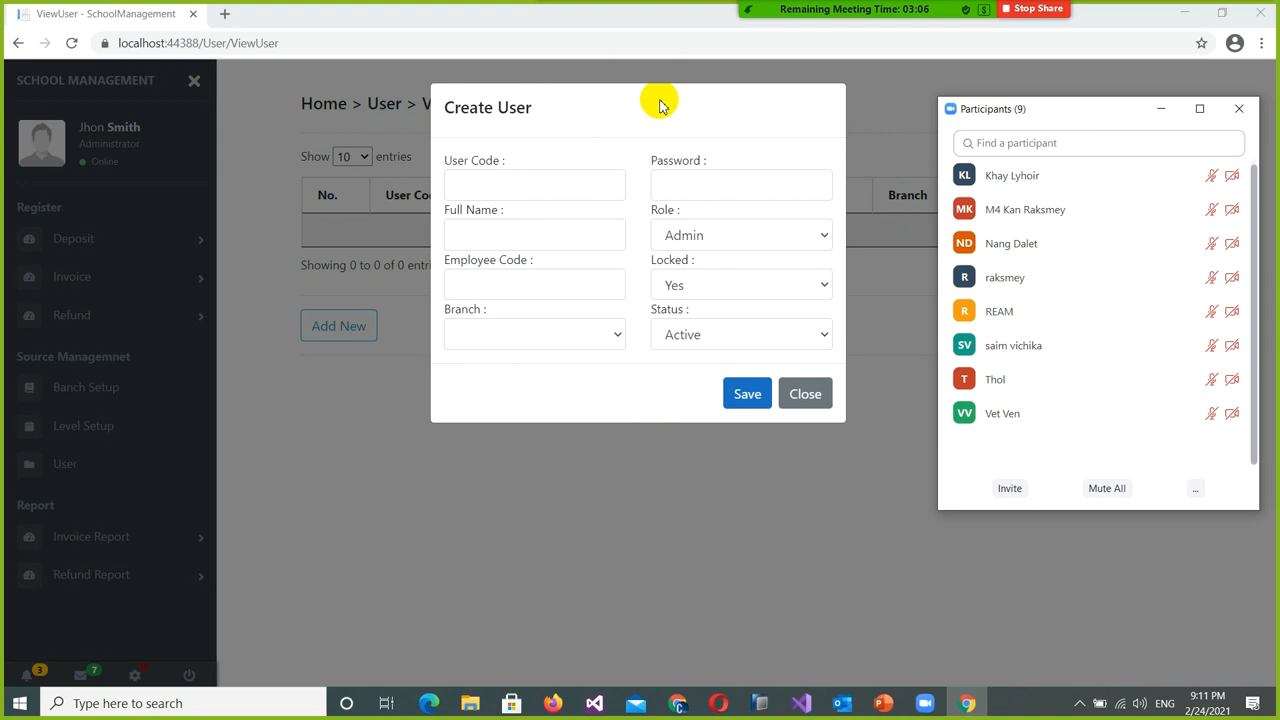 ViewUser - SchoolManagement
Remaining Meeting Time: 03:06
Stop Share
localhost:44388/User/ViewUser
SCHOOL MANAGEMENT
Jhon Smith
Administrator
Online
Register
Deposit
Invoice
Refund
Source Managemnet
Banch Setup
Level Setup
User
Report
Invoice Report
Refund Report
3
7
Home > User > V
Show 10 entries
No.
User Co
Branch
Showing 0 to 0 of 0 entri
Add New
Create User
User Code :
Password :
Full Name :
Role :
Admin
Employee Code :
Locked :
Yes
Branch :
Status :
Active
Save
Close
Participants (9)
Find a participant
KL Khay Lyhoir
MK M4 Kan Raksmey
ND Nang Dalet
R raksmey
R REAM
SV saim vichika
T Thol
VV Vet Ven
Invite
Mute All
...
Type here to search
ENG
9:11 PM
2/24/2021